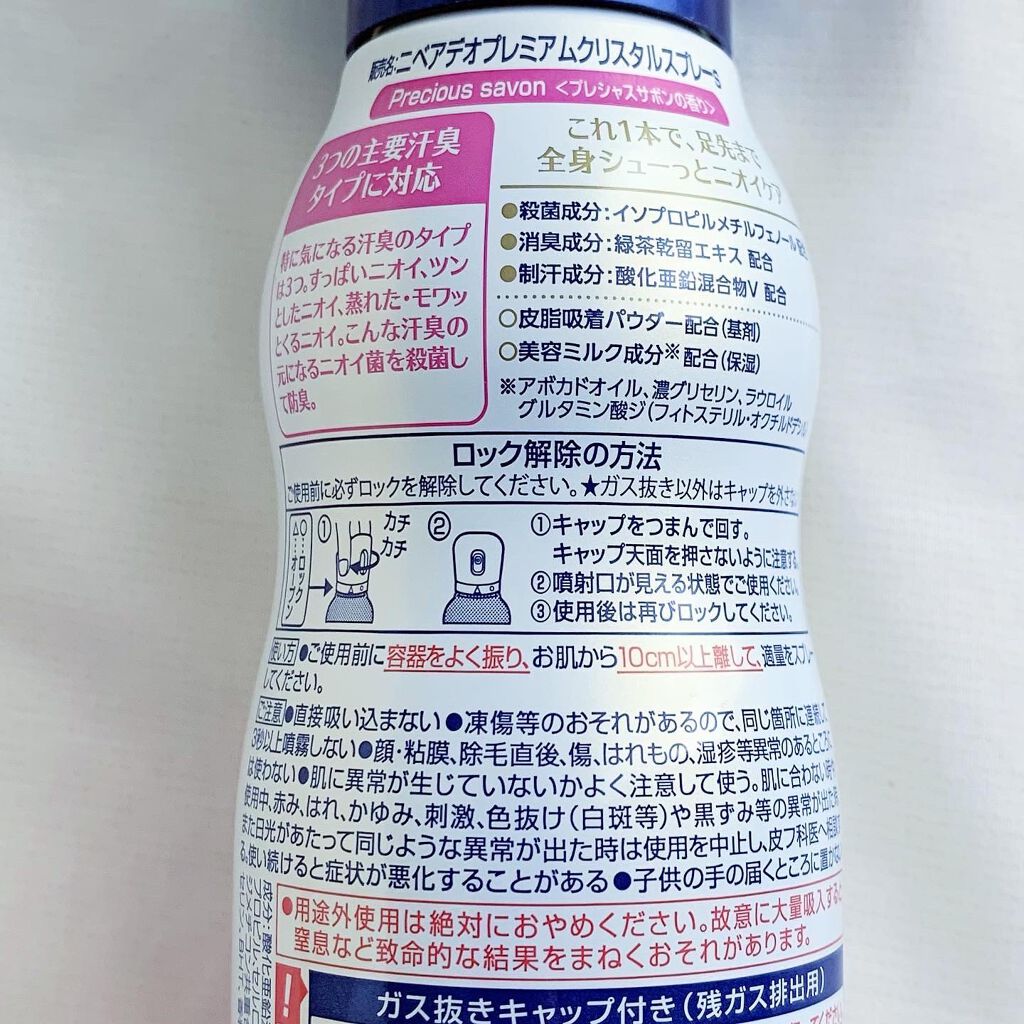 販売名:ニベアデオプレミアムクリスタルスプレーS
Precious savon <プレシャスサボンの香り>
3つの主要汗臭
タイプに対応
特に気になる汗臭のタイプ
は3つ。すっぱいニオイ、ツン
としたニオイ、蒸れた・モワッ
とくるニオイ。こんな汗臭の
元になるニオイ菌を殺菌し
て防臭。
これ1本で、足先まで
全身シューっとニオイケア
●殺菌成分:イソプロピルメチルフェノール配合
●消臭成分:緑茶乾留エキス 配合
●制汗成分:酸化亜鉛混合物V 配合
○皮脂吸着パウダー配合(基剤)
○美容ミルク成分※配合(保湿)
※アボカドオイル、濃グリセリン、ラウロイル
グルタミン酸ジ(フィトステリル・オクチルドデシル)
ロック解除の方法
ご使用前に必ずロックを解除してください。★ガス抜き以外はキャップを外さ
○…ロック
△…オープン
①
カチ
カチ
②
①キャップをつまんで回す。
キャップ天面を押さないように注意する。
②噴射口が見える状態でご使用ください。
③使用後は再びロックしてください。
使い方 ●ご使用前に容器をよく振り、お肌から10cm以上離して、適量をスプレー
してください。
ご注意 ●直接吸い込まない●凍傷等のおそれがあるので、同じ箇所に連続して
3秒以上噴霧しない●顔・粘膜、除毛直後、傷、はれもの、湿疹等異常のあるところに
は使わない●肌に異常が生じていないかよく注意して使う。肌に合わない時や
使用中、赤み、はれ、かゆみ、刺激、色抜け(白斑等)や黒ずみ等の異常が出た時、
また日光があたって同じような異常が出た時は使用を中止し、皮フ科医へ相談す
る。使い続けると症状が悪化することがある●子供の手の届くところに置かない
●用途外使用は絶対におやめください。故意に大量吸入すると
窒息など致命的な結果をまねくおそれがあります。
成分:酸化亜鉛
ガス抜きキャップ付き(残ガス排出用)